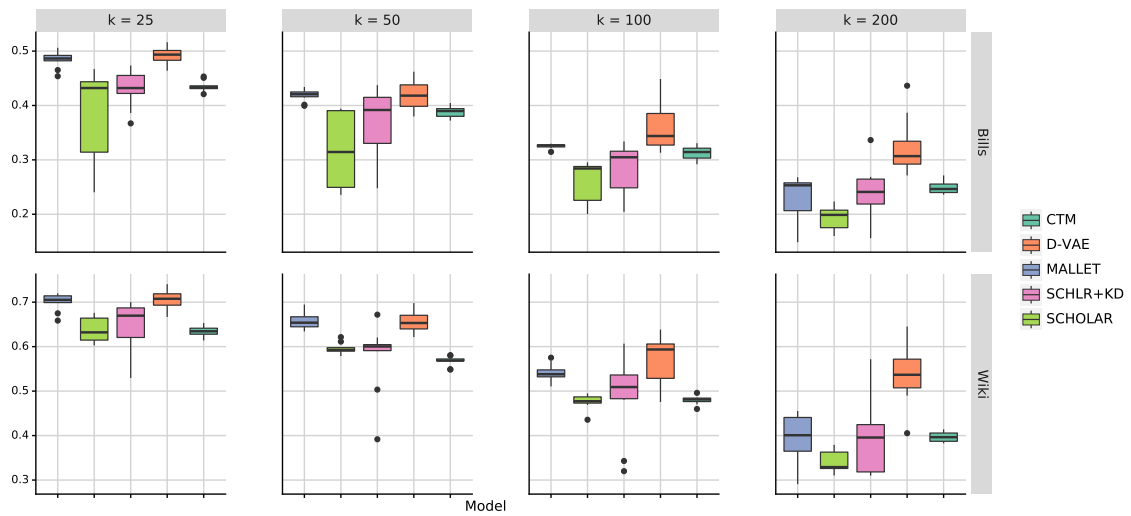 k = 25
k = 50
k = 100
k = 200
0.5
0.4
0.3
0.2
Bills
0.7
0.6
0.5
0.4
0.3
Wiki
Model
CTM
D-VAE
MALLET
SCHLR+KD
SCHOLAR